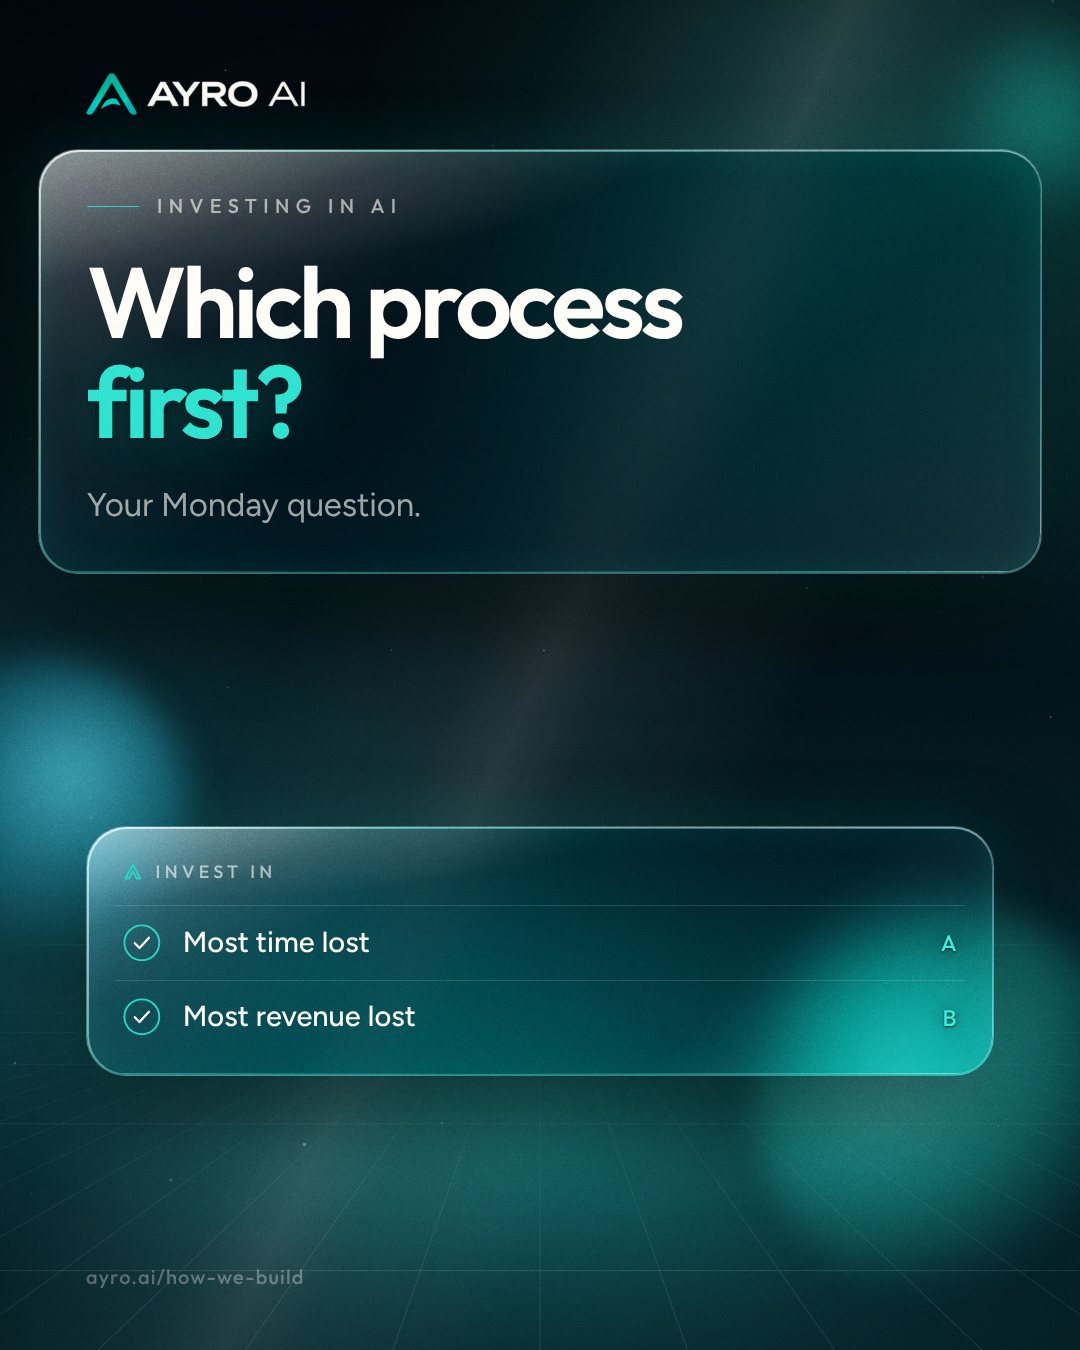 AYRO AI
INVESTING IN AI
Which process
first?
Your Monday question.
INVEST IN
Most time lost A
Most revenue lost B
ayro.ai/how-we-build